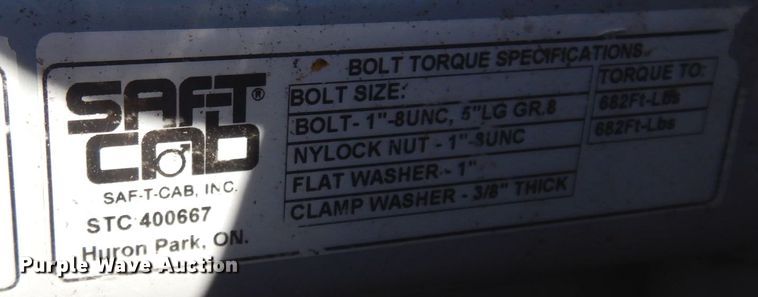 SAF-T®
CAB
SAF-T-CAB, INC.
STC 400667
Huron Park, ON.
BOLT TORQUE SPECIFICATIONS
BOLT SIZE: TORQUE TO:
BOLT- 1"-8UNC, 5"LG GR.8 682Ft-Lbs
NYLOCK NUT - 1"-8UNC 682Ft-Lbs
FLAT WASHER - 1"
CLAMP WASHER - 3/8" THICK
Purple Wave Auction